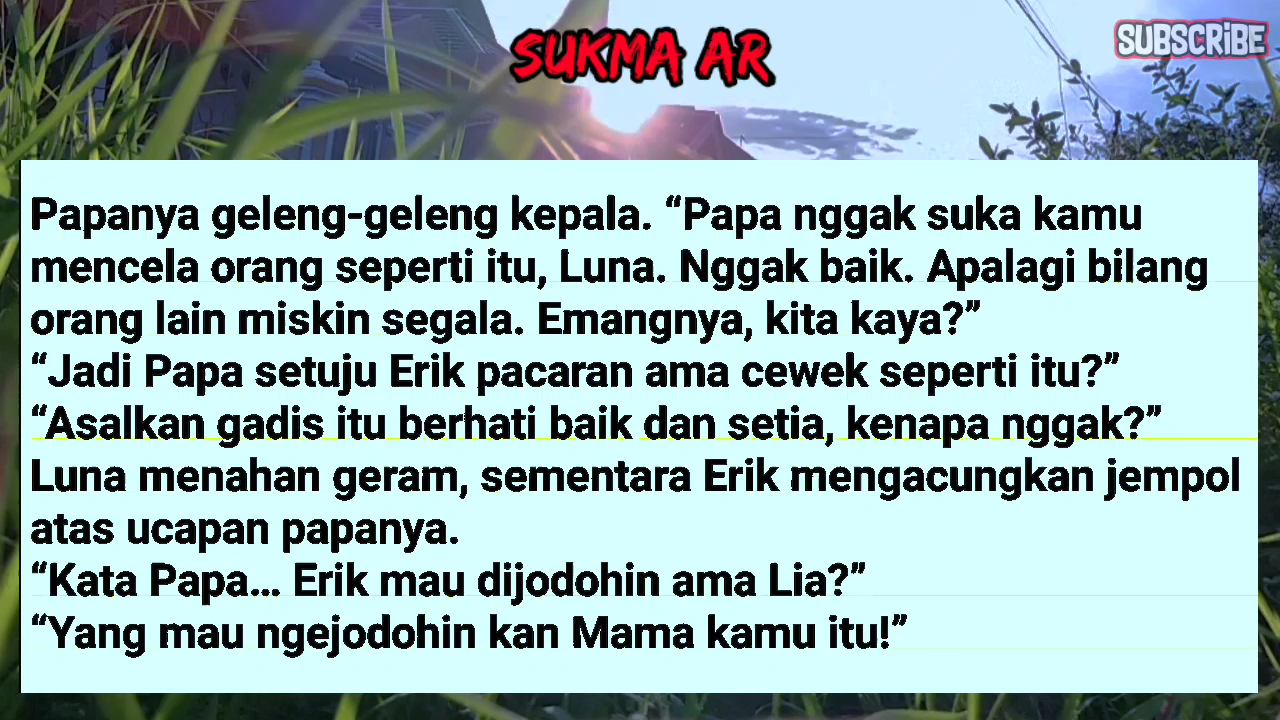 SUKMA AR
SUBSCRIBE
Papanya geleng-geleng kepala. “Papa nggak suka kamu
mencela orang seperti itu, Luna. Nggak baik. Apalagi bilang
orang lain miskin segala. Emangnya, kita kaya?”
“Jadi Papa setuju Erik pacaran ama cewek seperti itu?”
“Asalkan gadis itu berhati baik dan setia, kenapa nggak?”
Luna menahan geram, sementara Erik mengacungkan jempol
atas ucapan papanya.
“Kata Papa... Erik mau dijodohin ama Lia?”
“Yang mau ngejodohin kan Mama kamu itu!”